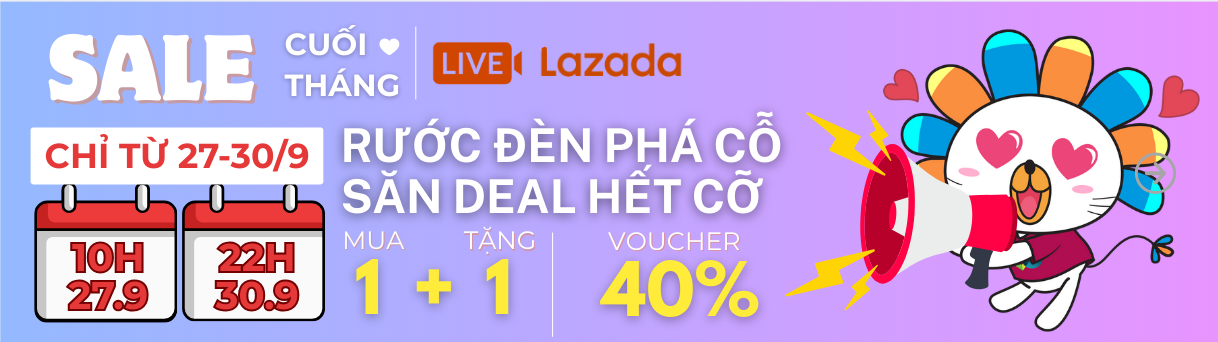 SALE
CUỐI
THÁNG
LIVE
Lazada
CHỈ TỪ 27-30/9
10H
27.9
22H
30.9
RƯỚC ĐÈN PHÁ CỖ
SĂN DEAL HẾT CỠ
MUA TẶNG
1 + 1
VOUCHER
40%